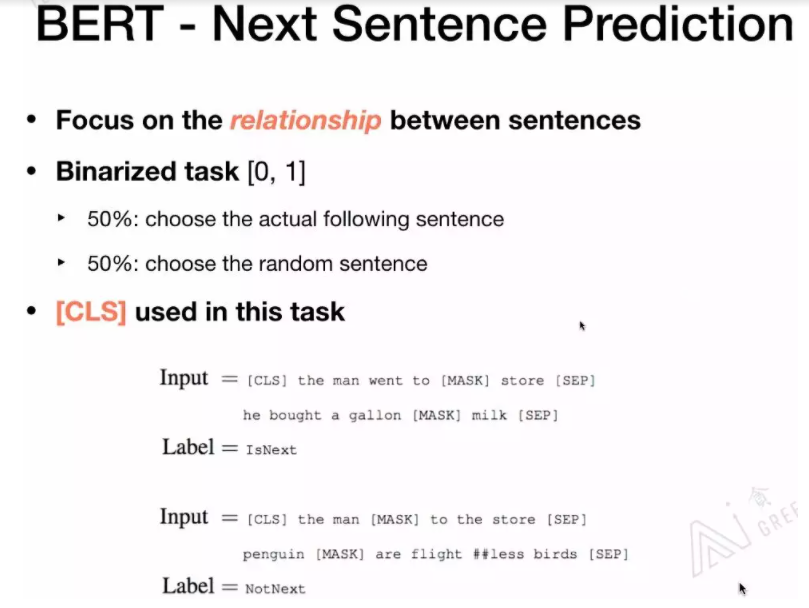 BERT - Next Sentence Prediction
• Focus on the relationship between sentences
• Binarized task [0, 1]
‣ 50%: choose the actual following sentence
‣ 50%: choose the random sentence
• [CLS] used in this task
Input = [CLS] the man went to [MASK] store [SEP]
he bought a gallon [MASK] milk [SEP]
Label = IsNext
Input = [CLS] the man [MASK] to the store [SEP]
penguin [MASK] are flight ##less birds [SEP]
Label = NotNext
Ai